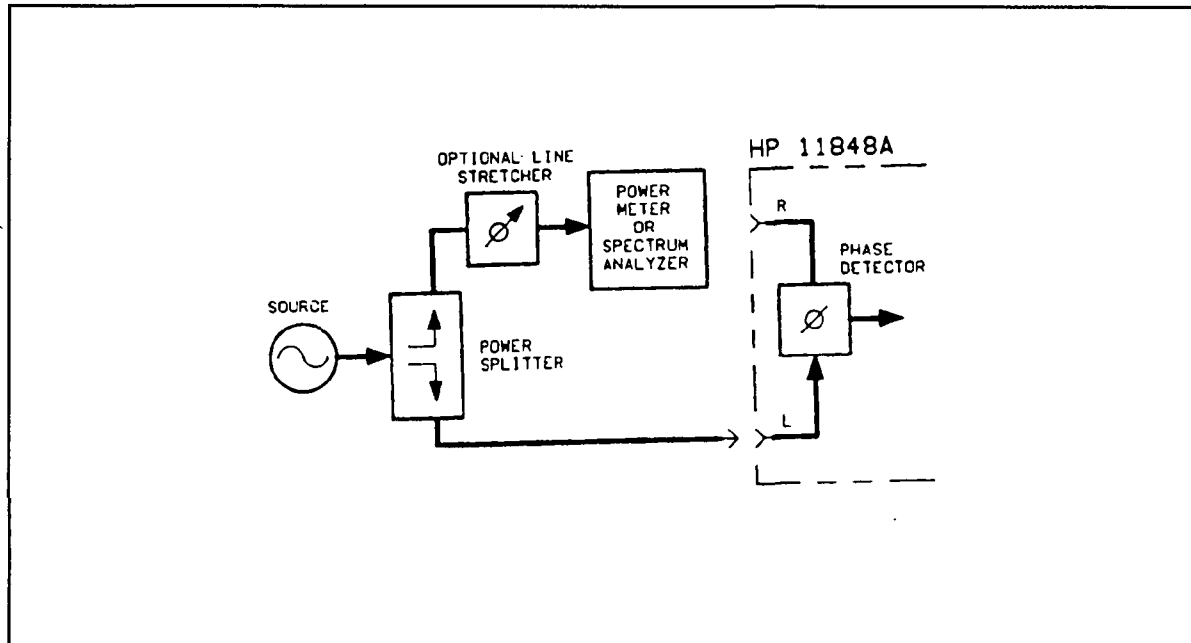 HP 11848A
OPTIONAL LINE
STRETCHER
POWER
METER
OR
SPECTRUM
ANALYZER
R
PHASE
DETECTOR
SOURCE
POWER
SPLITTER
L